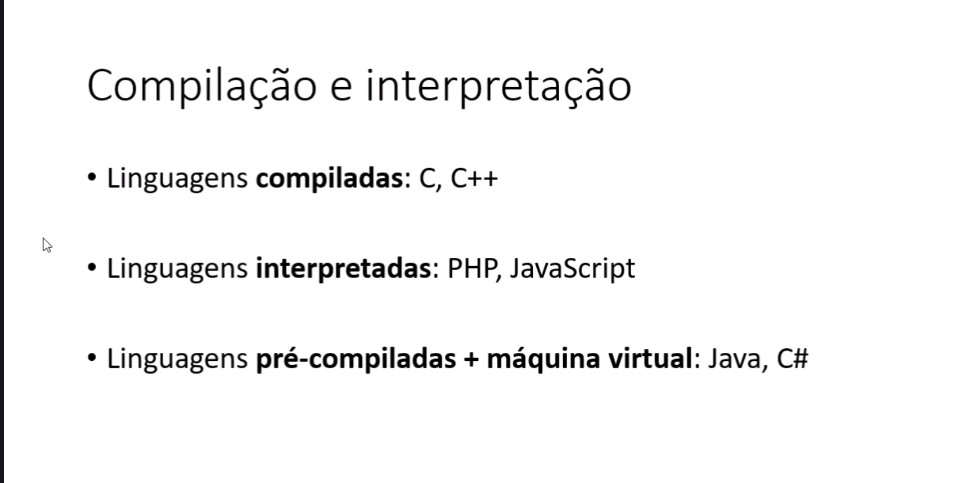 Compilação e interpretação
• Linguagens compiladas: C, C++
• Linguagens interpretadas: PHP, JavaScript
• Linguagens pré-compiladas + máquina virtual: Java, C#